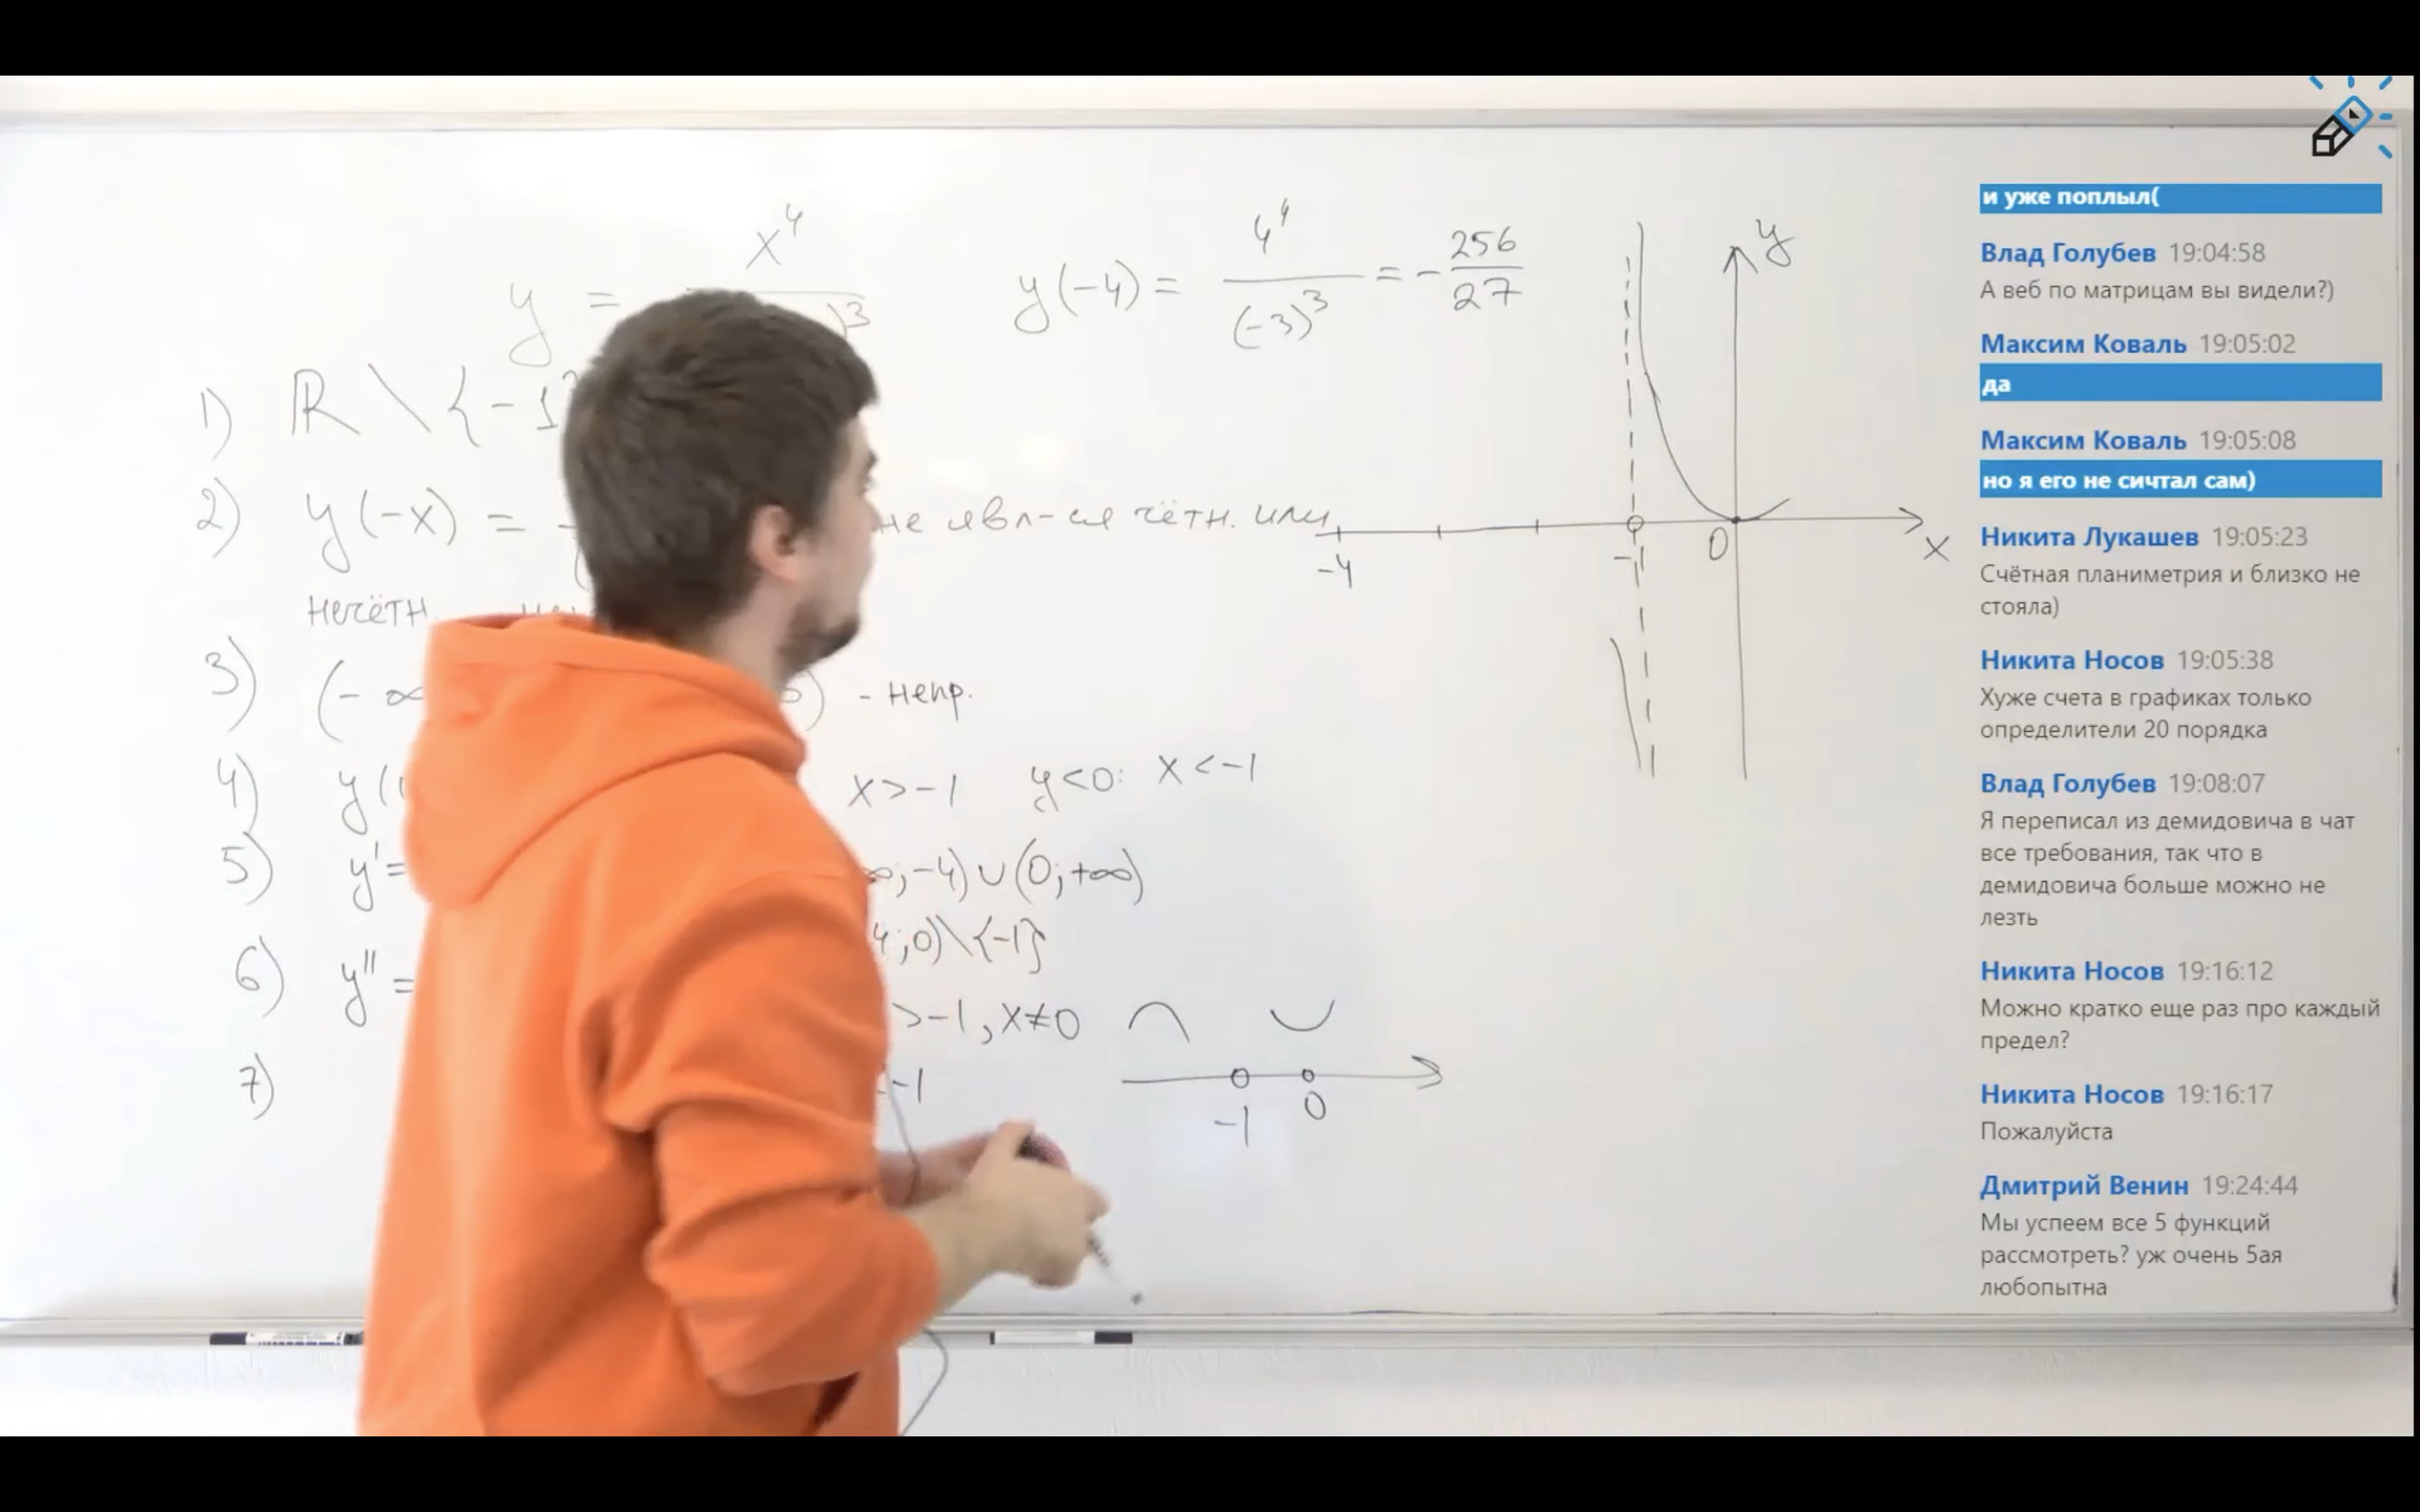 y = x⁴ )³
y(-4) = 4⁴ / (-3)³ = - 256/27
1) ℝ \ {-1
2) y(-x) = - не явл-ся чётн. или
нечётн.
3) (- ∞ ) - непр.
4) y( x > -1 y < 0: x < -1
5) y' = ∞; -4) ∪ (0; +∞)
4; 0) \ {-1}
6) y'' = > -1, x ≠ 0
7) -1
-1 0
y
-4 -1 0 x
и уже поплыл(
Влад Голубев 19:04:58
А веб по матрицам вы видели?)
Максим Коваль 19:05:02
да
Максим Коваль 19:05:08
но я его не сичтал сам)
Никита Лукашев 19:05:23
Счётная планиметрия и близко не
стояла)
Никита Носов 19:05:38
Хуже счета в графиках только
определители 20 порядка
Влад Голубев 19:08:07
Я переписал из демидовича в чат
все требования, так что в
демидовича больше можно не
лезть
Никита Носов 19:16:12
Можно кратко еще раз про каждый
предел?
Никита Носов 19:16:17
Пожалуйста
Дмитрий Венин 19:24:44
Мы успеем все 5 функций
рассмотреть? уж очень 5ая
любопытна